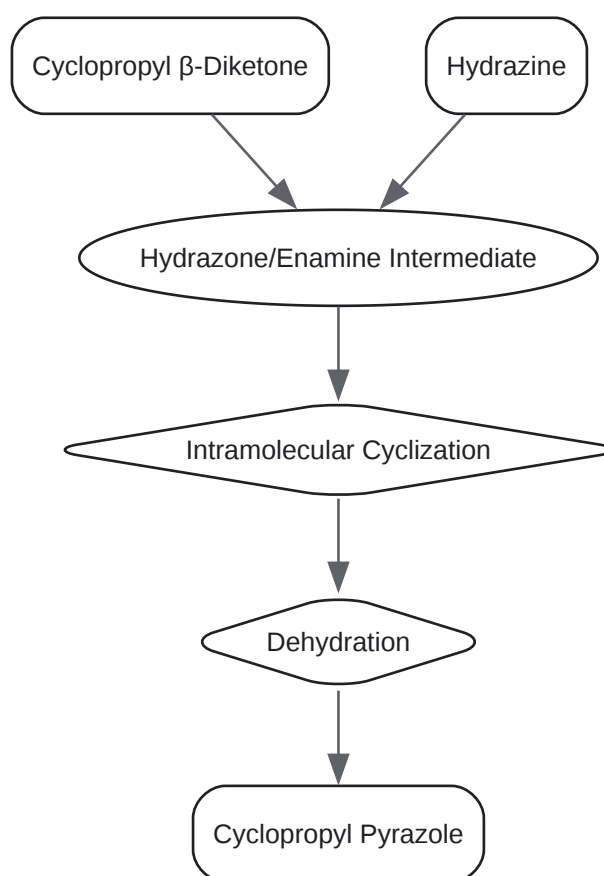 Cyclopropyl β-Diketone
Hydrazine
Hydrazone/Enamine Intermediate
Intramolecular Cyclization
Dehydration
Cyclopropyl Pyrazole